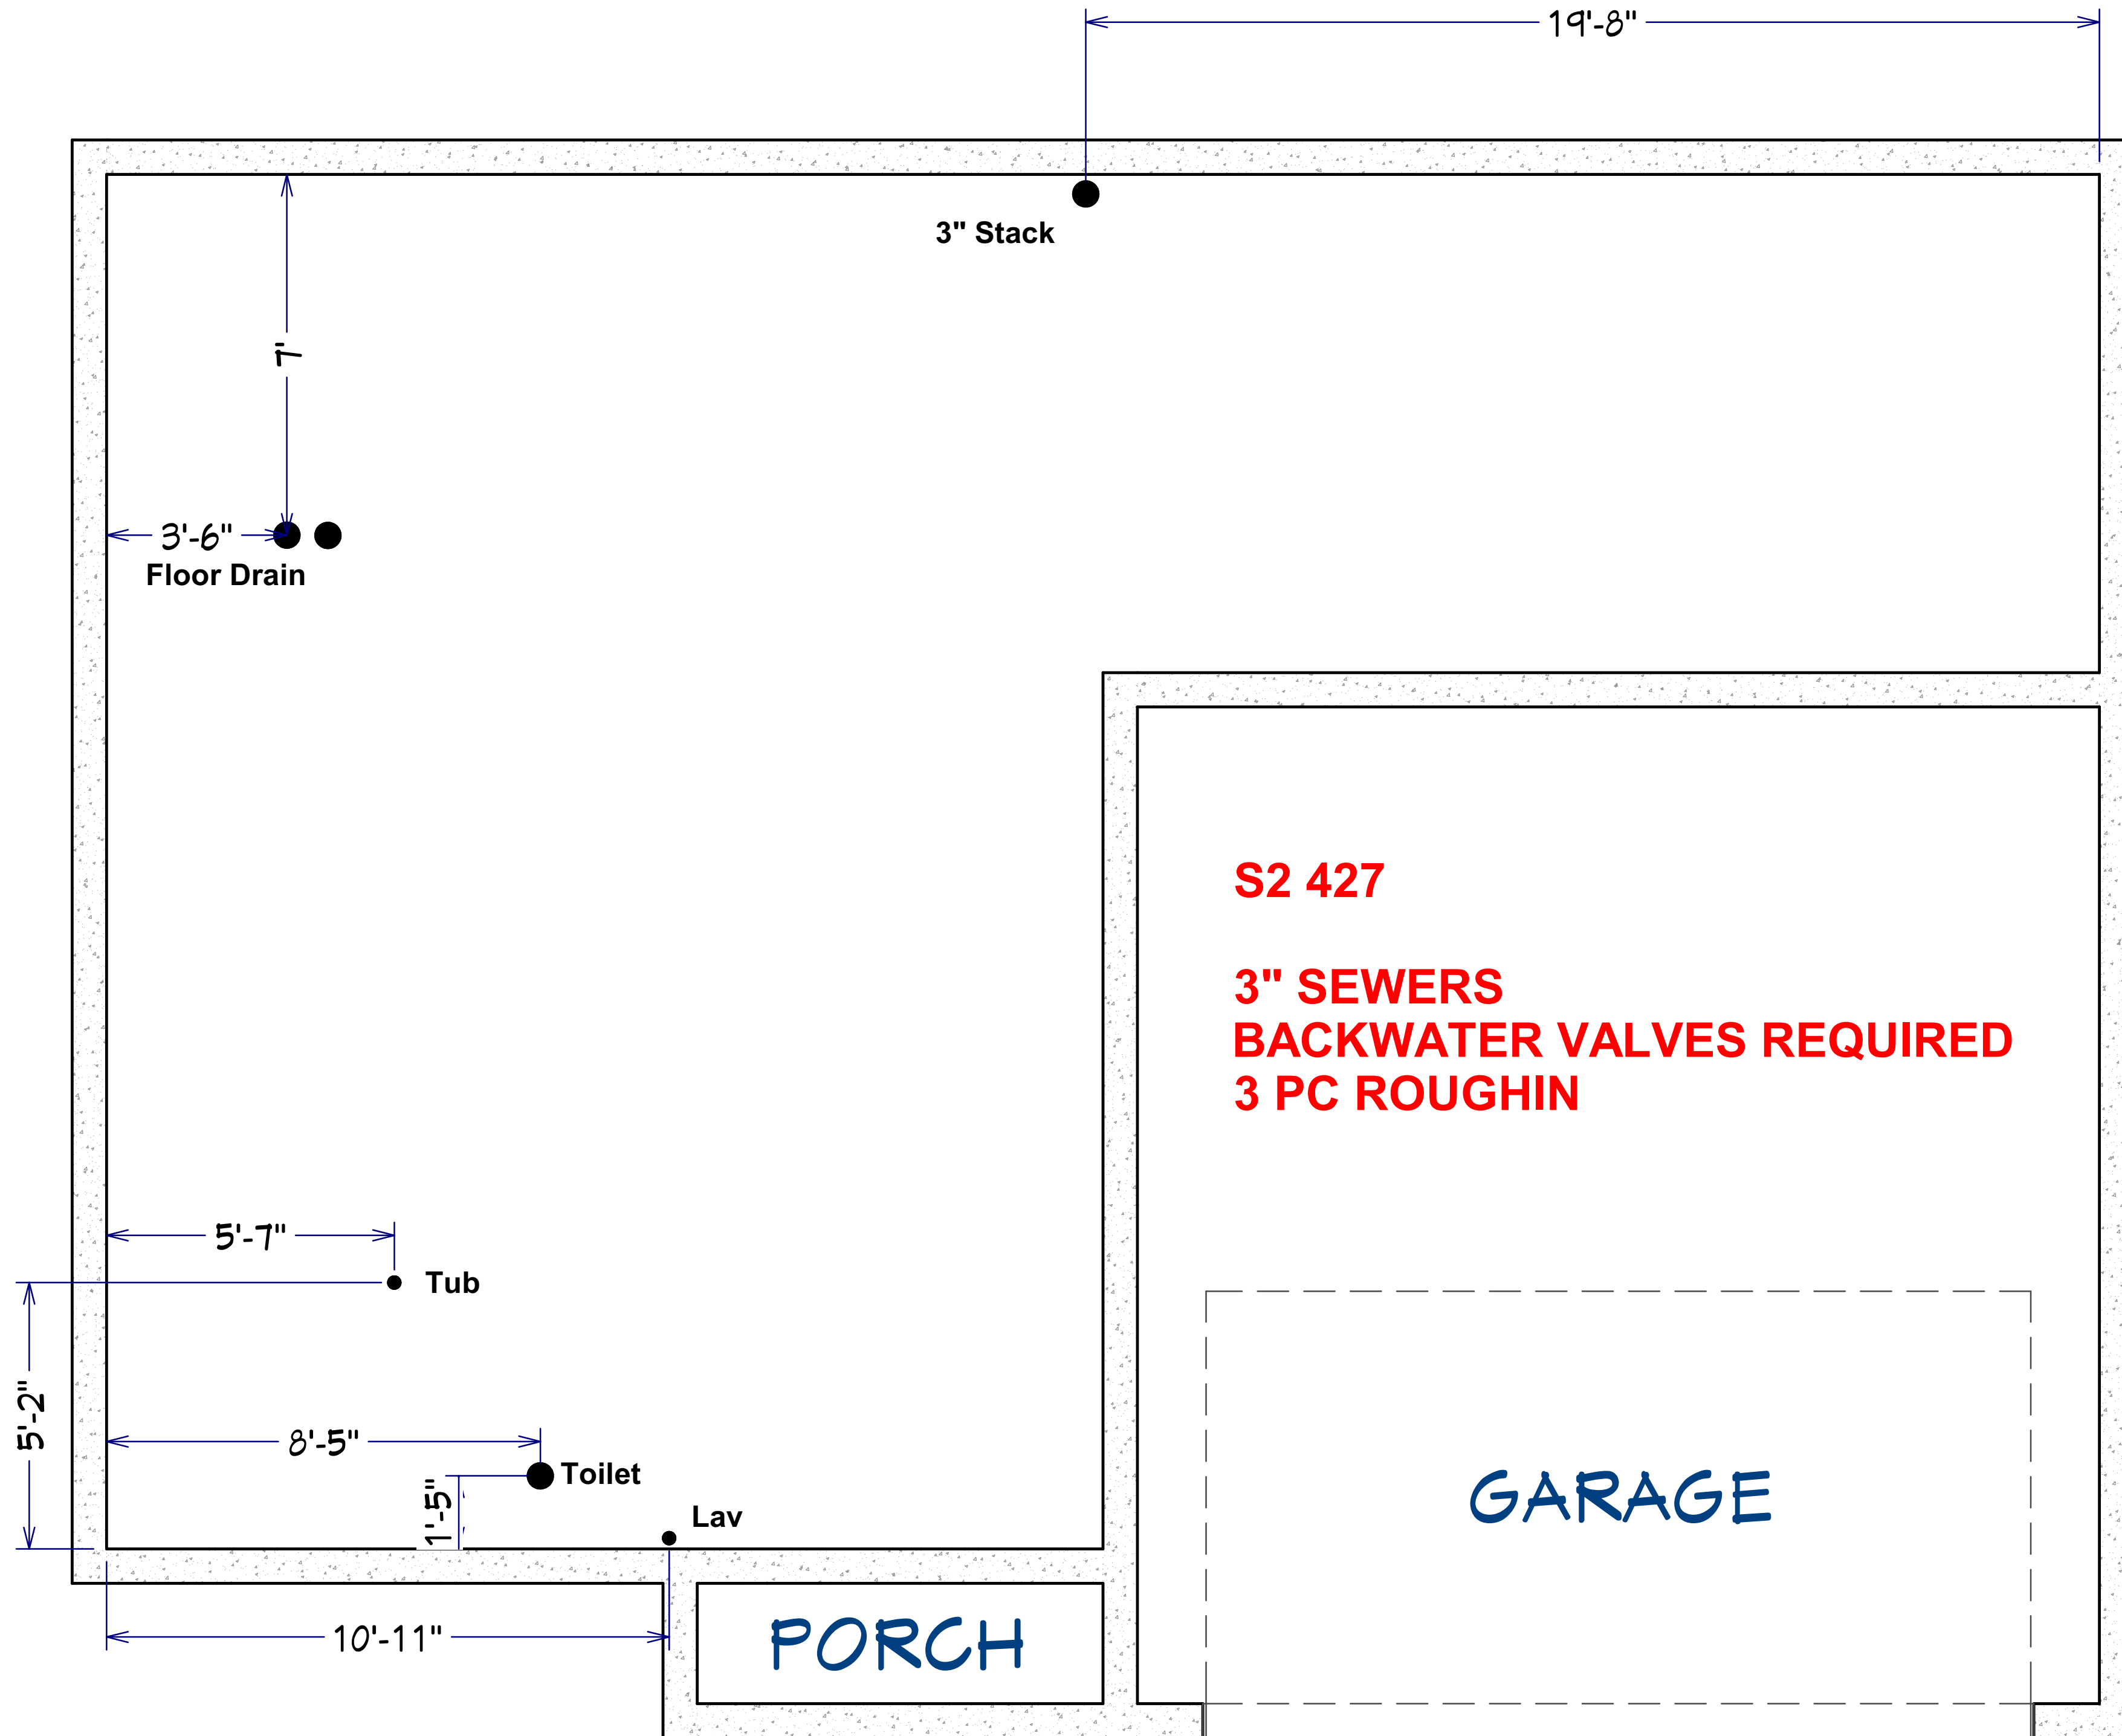 19'-8"
3" Stack
7'
3'-6"
Floor Drain
S2 427
3" SEWERS
BACKWATER VALVES REQUIRED
3 PC ROUGHIN
5'-7"
Tub
5'-2"
8'-5"
Toilet
1'-5"
Lav
GARAGE
10'-11"
PORCH